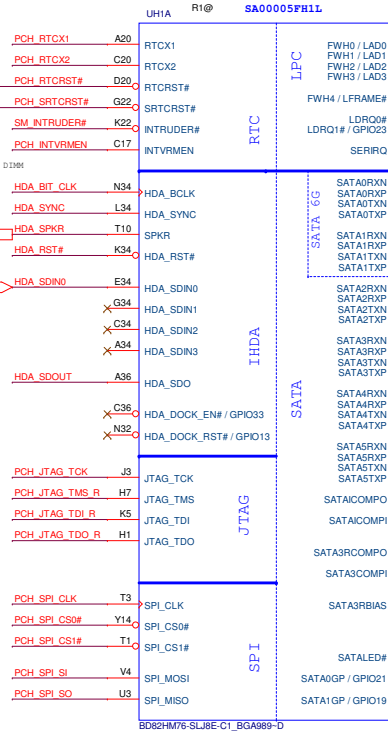 R1@ SA00005FH1L
UH1A
PCH_RTCX1 A20 RTCX1
PCH_RTCX2 C20 RTCX2
PCH_RTCRST# D20 RTCRST#
PCH_SRTCRST# G22 SRTCRST#
SM_INTRUDER# K22 INTRUDER#
PCH_INTVRMEN C17 INTVRMEN
RTC
LPC
FWH0 / LAD0
FWH1 / LAD1
FWH2 / LAD2
FWH3 / LAD3
FWH4 / LFRAME#
LDRQ0#
LDRQ1# / GPIO23
SERIRQ
DIMM
HDA_BIT_CLK N34 HDA_BCLK
HDA_SYNC L34 HDA_SYNC
HDA_SPKR T10 SPKR
HDA_RST# K34 HDA_RST#
HDA_SDIN0 E34 HDA_SDIN0
G34 HDA_SDIN1
C34 HDA_SDIN2
A34 HDA_SDIN3
HDA_SDOUT A36 HDA_SDO
C36 HDA_DOCK_EN# / GPIO33
N32 HDA_DOCK_RST# / GPIO13
IHDA
SATA 6G
SATA
SATA0RXN
SATA0RXP
SATA0TXN
SATA0TXP
SATA1RXN
SATA1RXP
SATA1TXN
SATA1TXP
SATA2RXN
SATA2RXP
SATA2TXN
SATA2TXP
SATA3RXN
SATA3RXP
SATA3TXN
SATA3TXP
SATA4RXN
SATA4RXP
SATA4TXN
SATA4TXP
SATA5RXN
SATA5RXP
SATA5TXN
SATA5TXP
PCH_JTAG_TCK J3 JTAG_TCK
PCH_JTAG_TMS_R H7 JTAG_TMS
PCH_JTAG_TDI_R K5 JTAG_TDI
PCH_JTAG_TDO_R H1 JTAG_TDO
JTAG
SATAICOMPO
SATAICOMPI
SATA3RCOMPO
SATA3COMPI
PCH_SPI_CLK T3 SPI_CLK
PCH_SPI_CS0# Y14 SPI_CS0#
PCH_SPI_CS1# T1 SPI_CS1#
PCH_SPI_SI V4 SPI_MOSI
PCH_SPI_SO U3 SPI_MISO
SPI
SATA3RBIAS
SATALED#
SATA0GP / GPIO21
SATA1GP / GPIO19
BD82HM76-SLJ8E-C1_BGA989~D